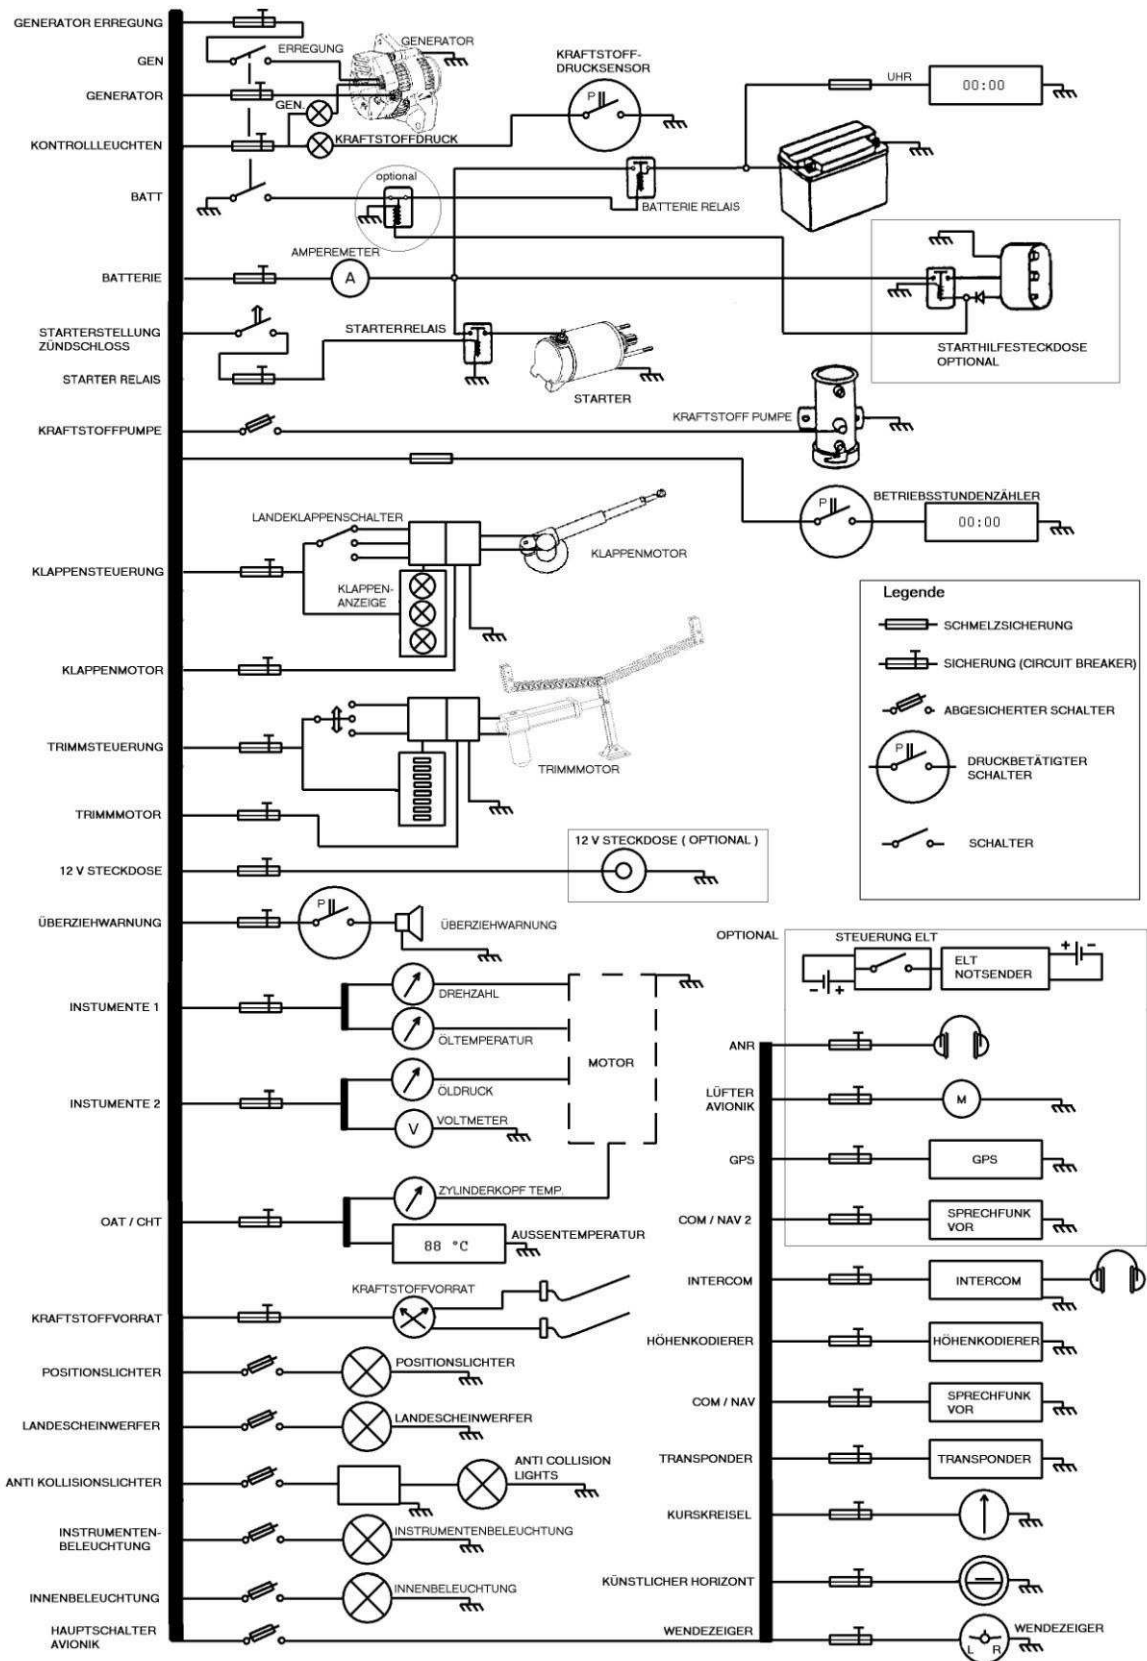 GENERATOR ERREGUNG
GEN
ERREGUNG
GENERATOR
GENERATOR
GEN.
KONTROLLLEUCHTEN
KRAFTSTOFFDRUCK
KRAFTSTOFF-
DRUCKSENSOR
P
UHR
00:00
BATT
optional
BATTERIE RELAIS
AMPEREMETER
BATTERIE
A
STARTERSTELLUNG
ZÜNDSCHLOSS
STARTER RELAIS
STARTER RELAIS
STARTER
STARTHILFESTECKDOSE
OPTIONAL
KRAFTSTOFFPUMPE
KRAFTSTOFF PUMPE
P
BETRIEBSSTUNDENZÄHLER
00:00
LANDEKLAPPENSCHALTER
KLAPPENSTEUERUNG
KLAPPEN-
ANZEIGE
KLAPPENMOTOR
KLAPPENMOTOR
Legende
SCHMELZSICHERUNG
SICHERUNG (CIRCUIT BREAKER)
ABGESICHERTER SCHALTER
P
DRUCKBETÄTIGTER
SCHALTER
SCHALTER
TRIMMSTEUERUNG
TRIMMMOTOR
TRIMMMOTOR
12 V STECKDOSE
12 V STECKDOSE ( OPTIONAL )
ÜBERZIEHWARNUNG
P
ÜBERZIEHWARNUNG
INSTUMENTE 1
DREHZAHL
ÖLTEMPERATUR
MOTOR
INSTUMENTE 2
ÖLDRUCK
V
VOLTMETER
OAT / CHT
ZYLINDERKOPF TEMP.
88 °C
AUSSENTEMPERATUR
KRAFTSTOFFVORRAT
KRAFTSTOFFVORRAT
POSITIONSLICHTER
POSITIONSLICHTER
LANDESCHEINWERFER
LANDESCHEINWERFER
ANTI KOLLISIONSLICHTER
ANTI COLLISION
LIGHTS
INSTRUMENTEN-
BELEUCHTUNG
INSTRUMENTENBELEUCHTUNG
INNENBELEUCHTUNG
INNENBELEUCHTUNG
HAUPTSCHALTER
AVIONIK
OPTIONAL
STEUERUNG ELT
- +
ELT
NOTSENDER
+ -
ANR
LÜFTER
AVIONIK
M
GPS
GPS
COM / NAV 2
SPRECHFUNK
VOR
INTERCOM
INTERCOM
HÖHENKODIERER
HÖHENKODIERER
COM / NAV
SPRECHFUNK
VOR
TRANSPONDER
TRANSPONDER
KURSKREISEL
KÜNSTLICHER HORIZONT
WENDEZEIGER
L R
WENDEZEIGER